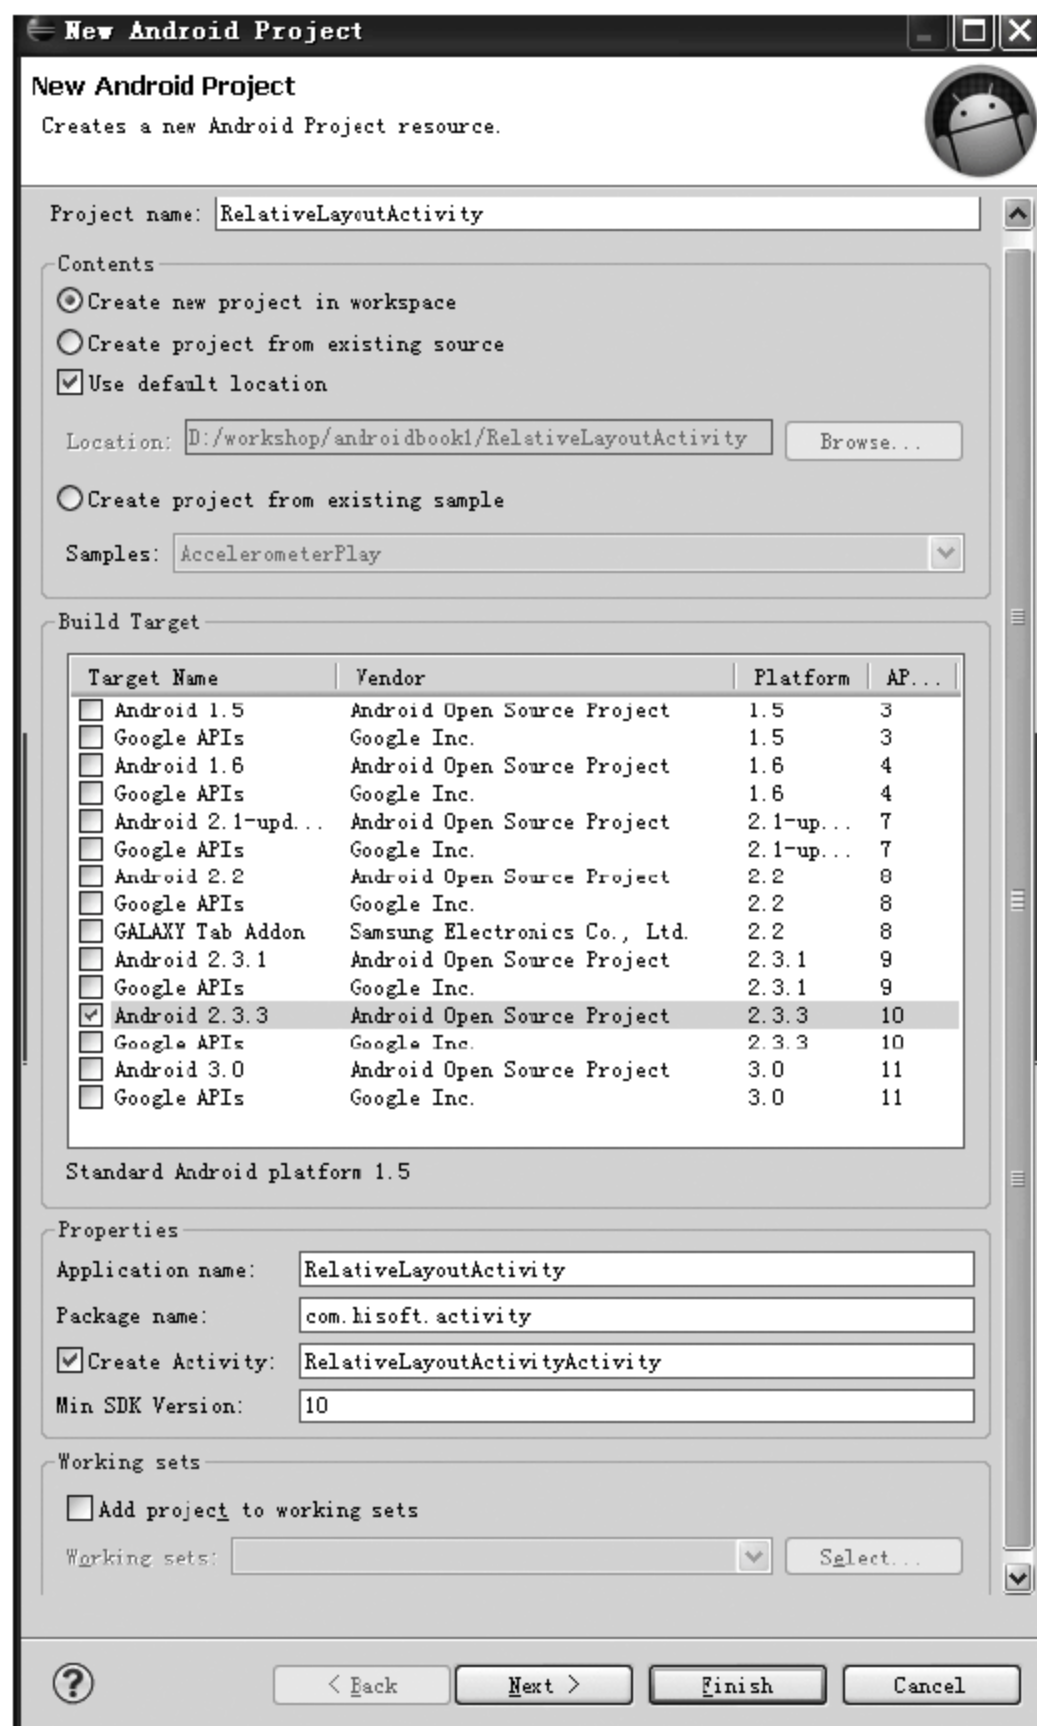 New Android Project
New Android Project
Creates a new Android Project resource.
Project name: RelativeLayoutActivity
Contents
Create new project in workspace
Create project from existing source
Use default location
Location: D:/workshop/androidbook1/RelativeLayoutActivity Browse...
Create project from existing sample
Samples: AccelerometerPlay
Build Target
Target Name Vendor Platform AP...
Android 1.5 Android Open Source Project 1.5 3
Google APIs Google Inc. 1.5 3
Android 1.6 Android Open Source Project 1.6 4
Google APIs Google Inc. 1.6 4
Android 2.1-upd... Android Open Source Project 2.1-up... 7
Google APIs Google Inc. 2.1-up... 7
Android 2.2 Android Open Source Project 2.2 8
Google APIs Google Inc. 2.2 8
GALAXY Tab Addon Samsung Electronics Co., Ltd. 2.2 8
Android 2.3.1 Android Open Source Project 2.3.1 9
Google APIs Google Inc. 2.3.1 9
Android 2.3.3 Android Open Source Project 2.3.3 10
Google APIs Google Inc. 2.3.3 10
Android 3.0 Android Open Source Project 3.0 11
Google APIs Google Inc. 3.0 11
Standard Android platform 1.5
Properties
Application name: RelativeLayoutActivity
Package name: com.hisoft.activity
Create Activity: RelativeLayoutActivityActivity
Min SDK Version: 10
Working sets
Add project to working sets
Working sets: Select...
? < Back Next > Finish Cancel